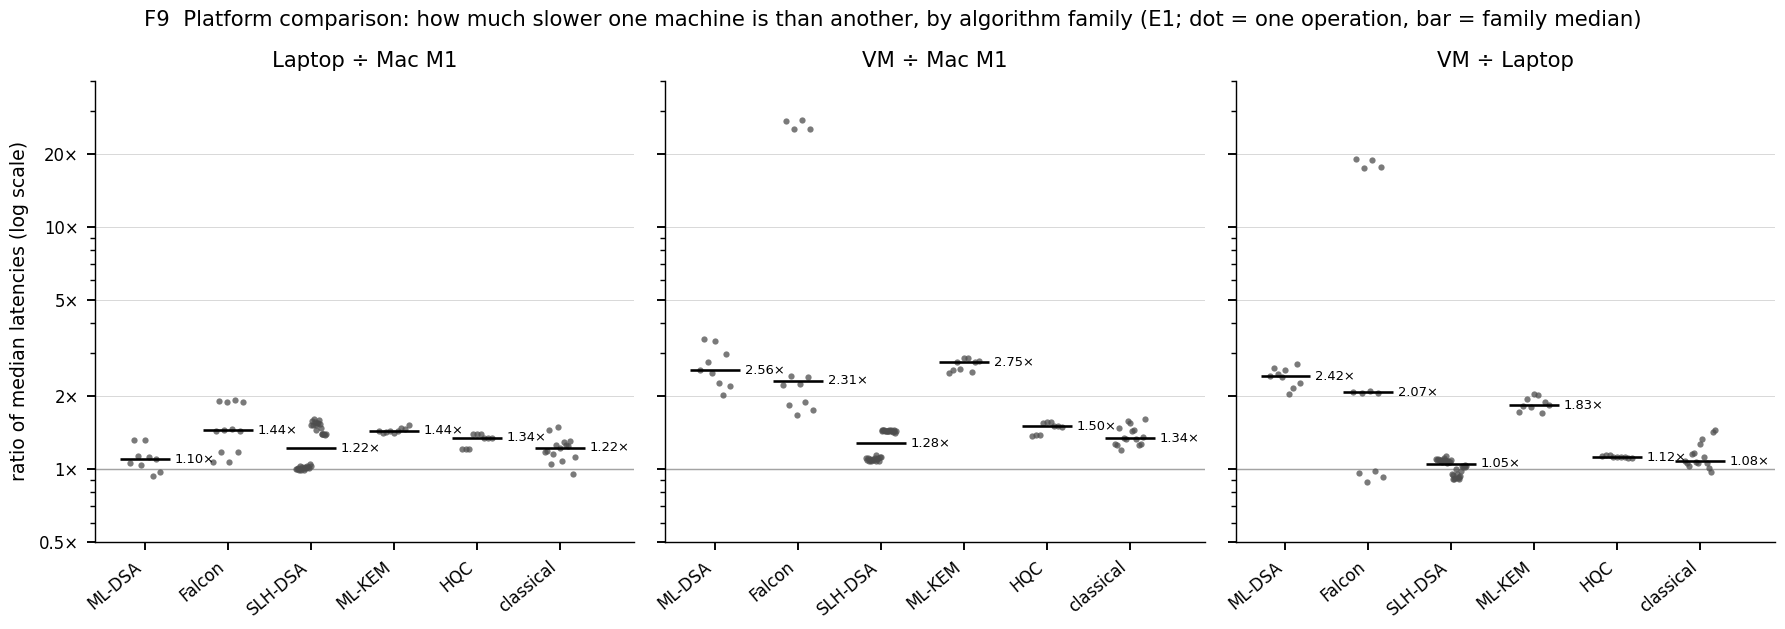 F9  Platform comparison: how much slower one machine is than another, by algorithm family (E1; dot = one operation, bar = family median)
Laptop ÷ Mac M1
VM ÷ Mac M1
VM ÷ Laptop
ratio of median latencies (log scale)
20×
10×
5×
2×
1×
0.5×
1.10×
1.44×
1.22×
1.44×
1.34×
1.22×
2.56×
2.31×
1.28×
2.75×
1.50×
1.34×
2.42×
2.07×
1.05×
1.83×
1.12×
1.08×
ML-DSA
Falcon
SLH-DSA
ML-KEM
HQC
classical
ML-DSA
Falcon
SLH-DSA
ML-KEM
HQC
classical
ML-DSA
Falcon
SLH-DSA
ML-KEM
HQC
classical